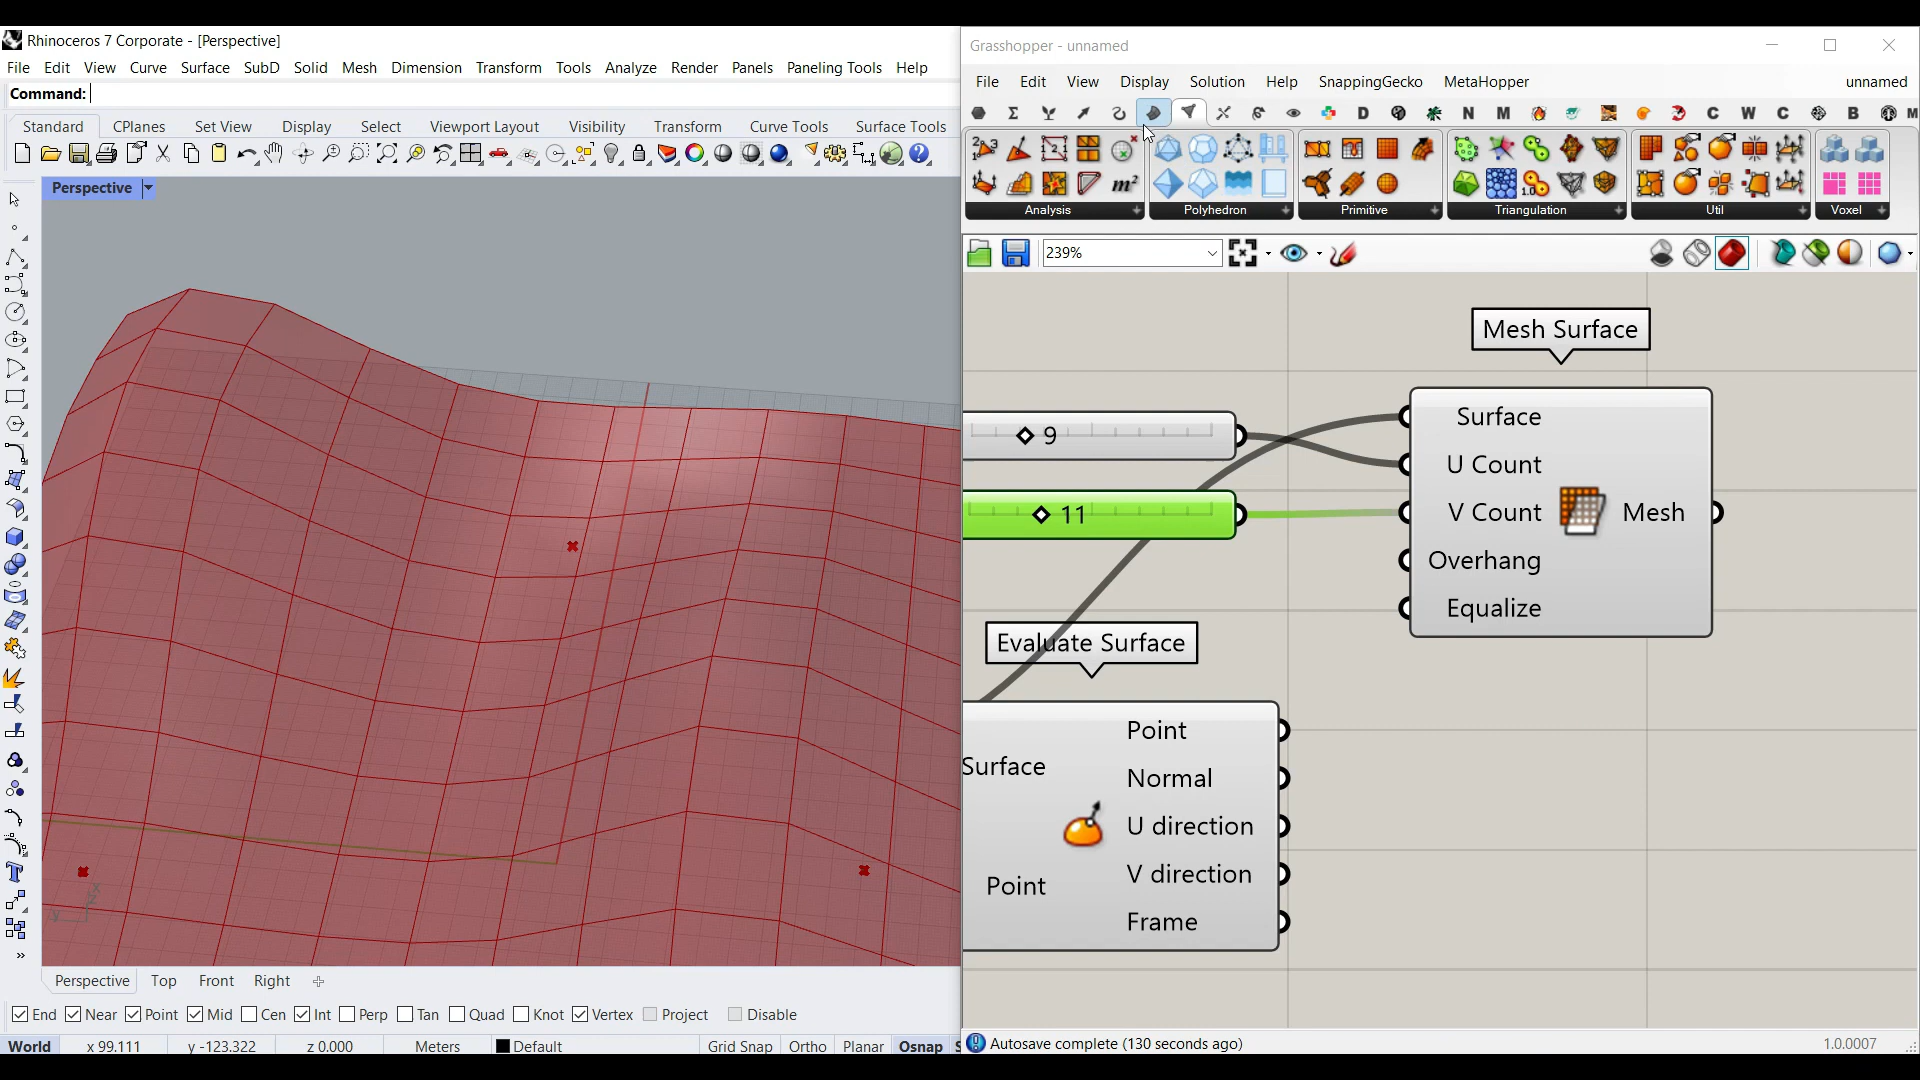 Rhinoceros 7 Corporate - [Perspective]
File Edit View Curve Surface SubD Solid Mesh Dimension Transform Tools Analyze Render Panels Paneling Tools Help
Command:
Standard CPlanes Set View Display Select Viewport Layout Visibility Transform Curve Tools Surface Tools
Perspective
Perspective Top Front Right
End Near Point Mid Cen Int Perp Tan Quad Knot Vertex Project Disable
World x 99.111 y -123.322 z 0.000 Meters Default Grid Snap Ortho Planar Osnap S
Grasshopper - unnamed
File Edit View Display Solution Help SnappingGecko MetaHopper unnamed
D N M C W C B M
Analysis Polyhedron Primitive Triangulation Util Voxel
239%
Mesh Surface
9
11
Surface
U Count
V Count
Overhang
Equalize
Mesh
Evaluate Surface
Surface
Point
Point
Normal
U direction
V direction
Frame
Autosave complete (130 seconds ago)
1.0.0007